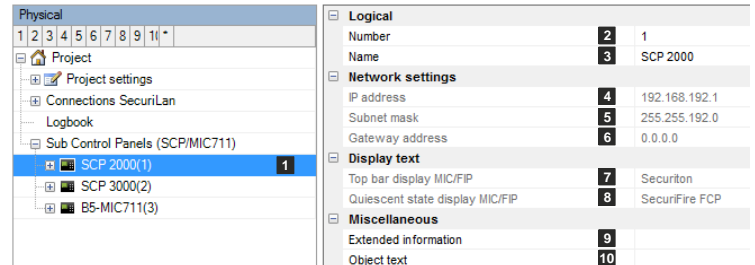 Physical
1 2 3 4 5 6 7 8 9 1( *
Project
Project settings
Connections SecuriLan
Logbook
Sub Control Panels (SCP/MIC711)
SCP 2000(1) 1
SCP 3000(2)
B5-MIC711(3)
Logical
Number 2 1
Name 3 SCP 2000
Network settings
IP address 4 192.168.192.1
Subnet mask 5 255.255.192.0
Gateway address 6 0.0.0.0
Display text
Top bar display MIC/FIP 7 Securiton
Quiescent state display MIC/FIP 8 SecuriFire FCP
Miscellaneous
Extended information 9
Object text 10